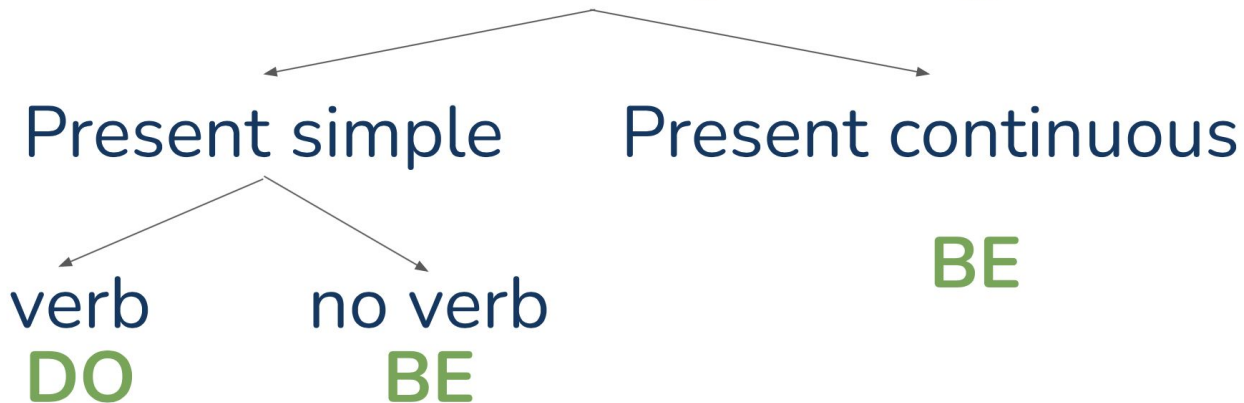 Present simple
Present continuous
BE
verb
no verb
DO
BE